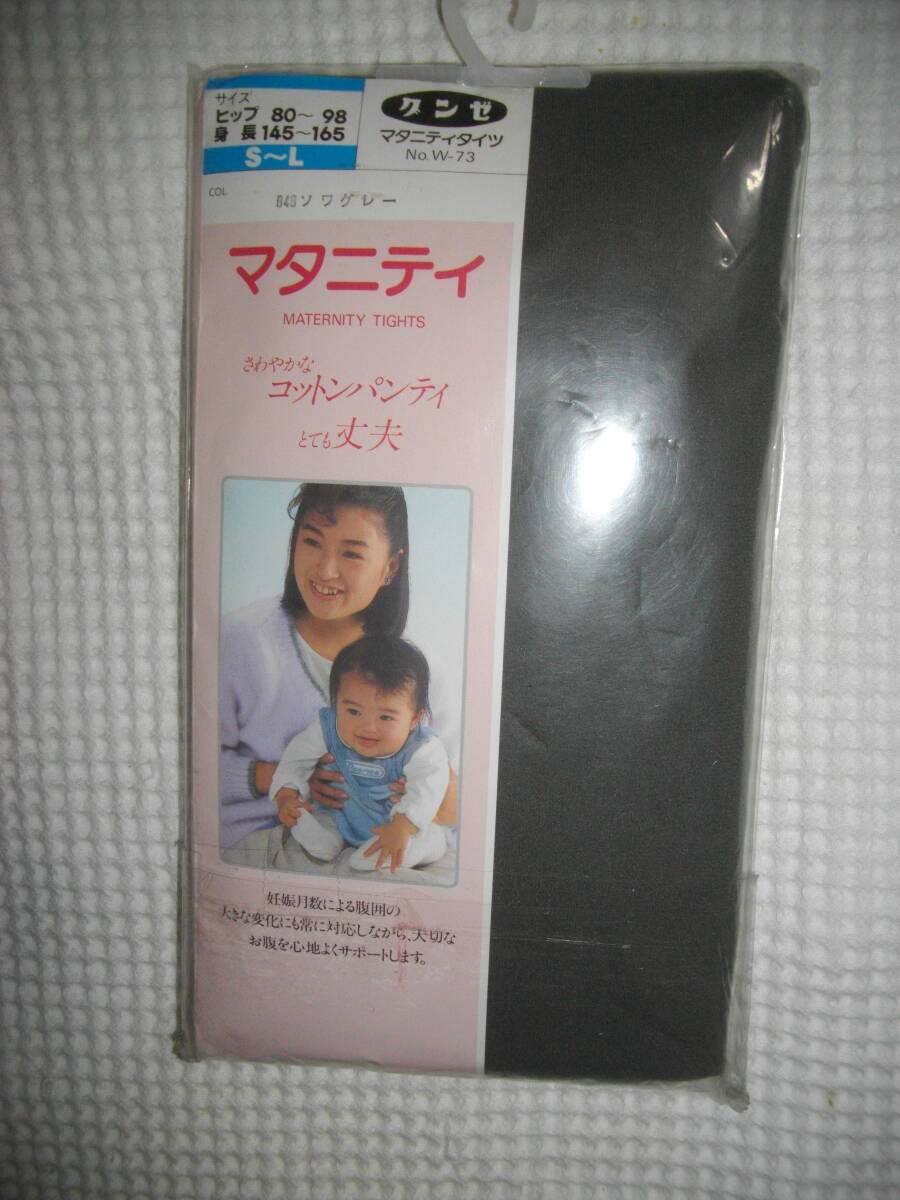 サイズ
ヒップ 80〜 98
身 長 145〜165
S〜L
グンゼ
マタニティタイツ
No.W-73
COL
048ソワグレー
マタニティ
MATERNITY TIGHTS
さわやかな
コットンパンティ
とても丈夫
妊娠月数による腹囲の
大きな変化にも常に対応しながら、大切な
お腹を心地よくサポートします。